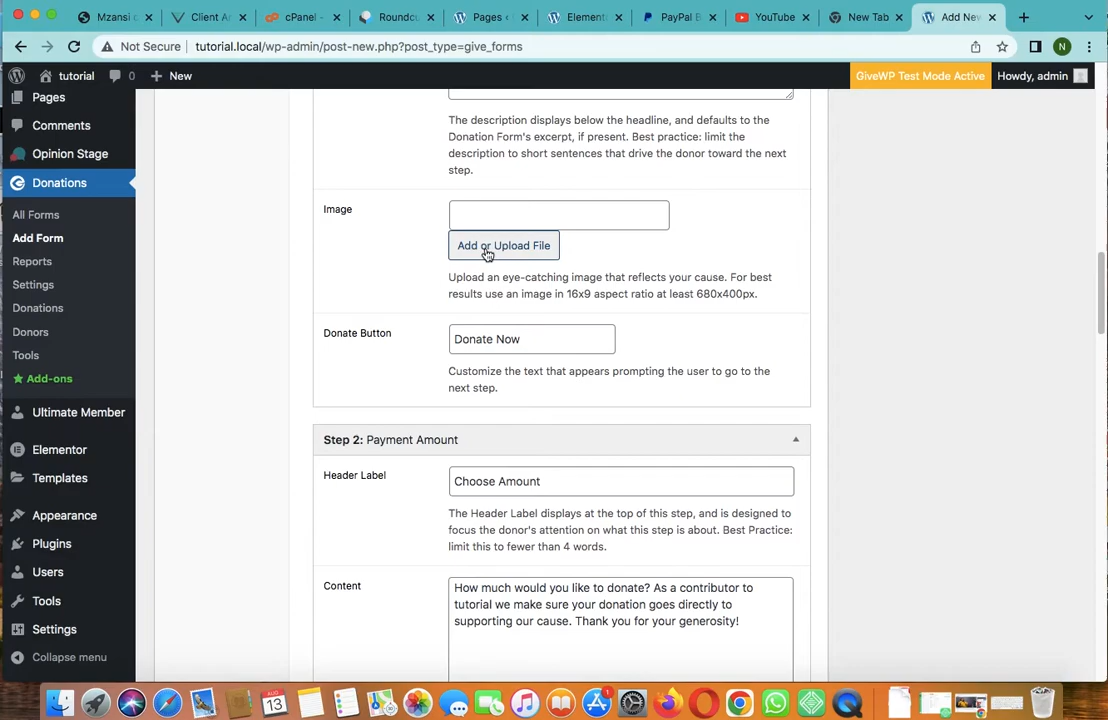 Mzansi c
Client A
cPanel -
Roundc
Pages ‹
Element
PayPal B
YouTube
New Tab
Add New
Not Secure
tutorial.local/wp-admin/post-new.php?post_type=give_forms
N
tutorial
0
New
GiveWP Test Mode Active
Howdy, admin
Pages
Comments
Opinion Stage
Donations
All Forms
Add Form
Reports
Settings
Donations
Donors
Tools
Add-ons
Ultimate Member
Elementor
Templates
Appearance
Plugins
Users
Tools
Settings
Collapse menu
The description displays below the headline, and defaults to the
Donation Form's excerpt, if present. Best practice: limit the
description to short sentences that drive the donor toward the next
step.
Image
Add or Upload File
Upload an eye-catching image that reflects your cause. For best
results use an image in 16x9 aspect ratio at least 680x400px.
Donate Button
Donate Now
Customize the text that appears prompting the user to go to the
next step.
Step 2: Payment Amount
Header Label
Choose Amount
The Header Label displays at the top of this step, and is designed to
focus the donor's attention on what this step is about. Best Practice:
limit this to fewer than 4 words.
Content
How much would you like to donate? As a contributor to
tutorial we make sure your donation goes directly to
supporting our cause. Thank you for your generosity!
AUG
13
1